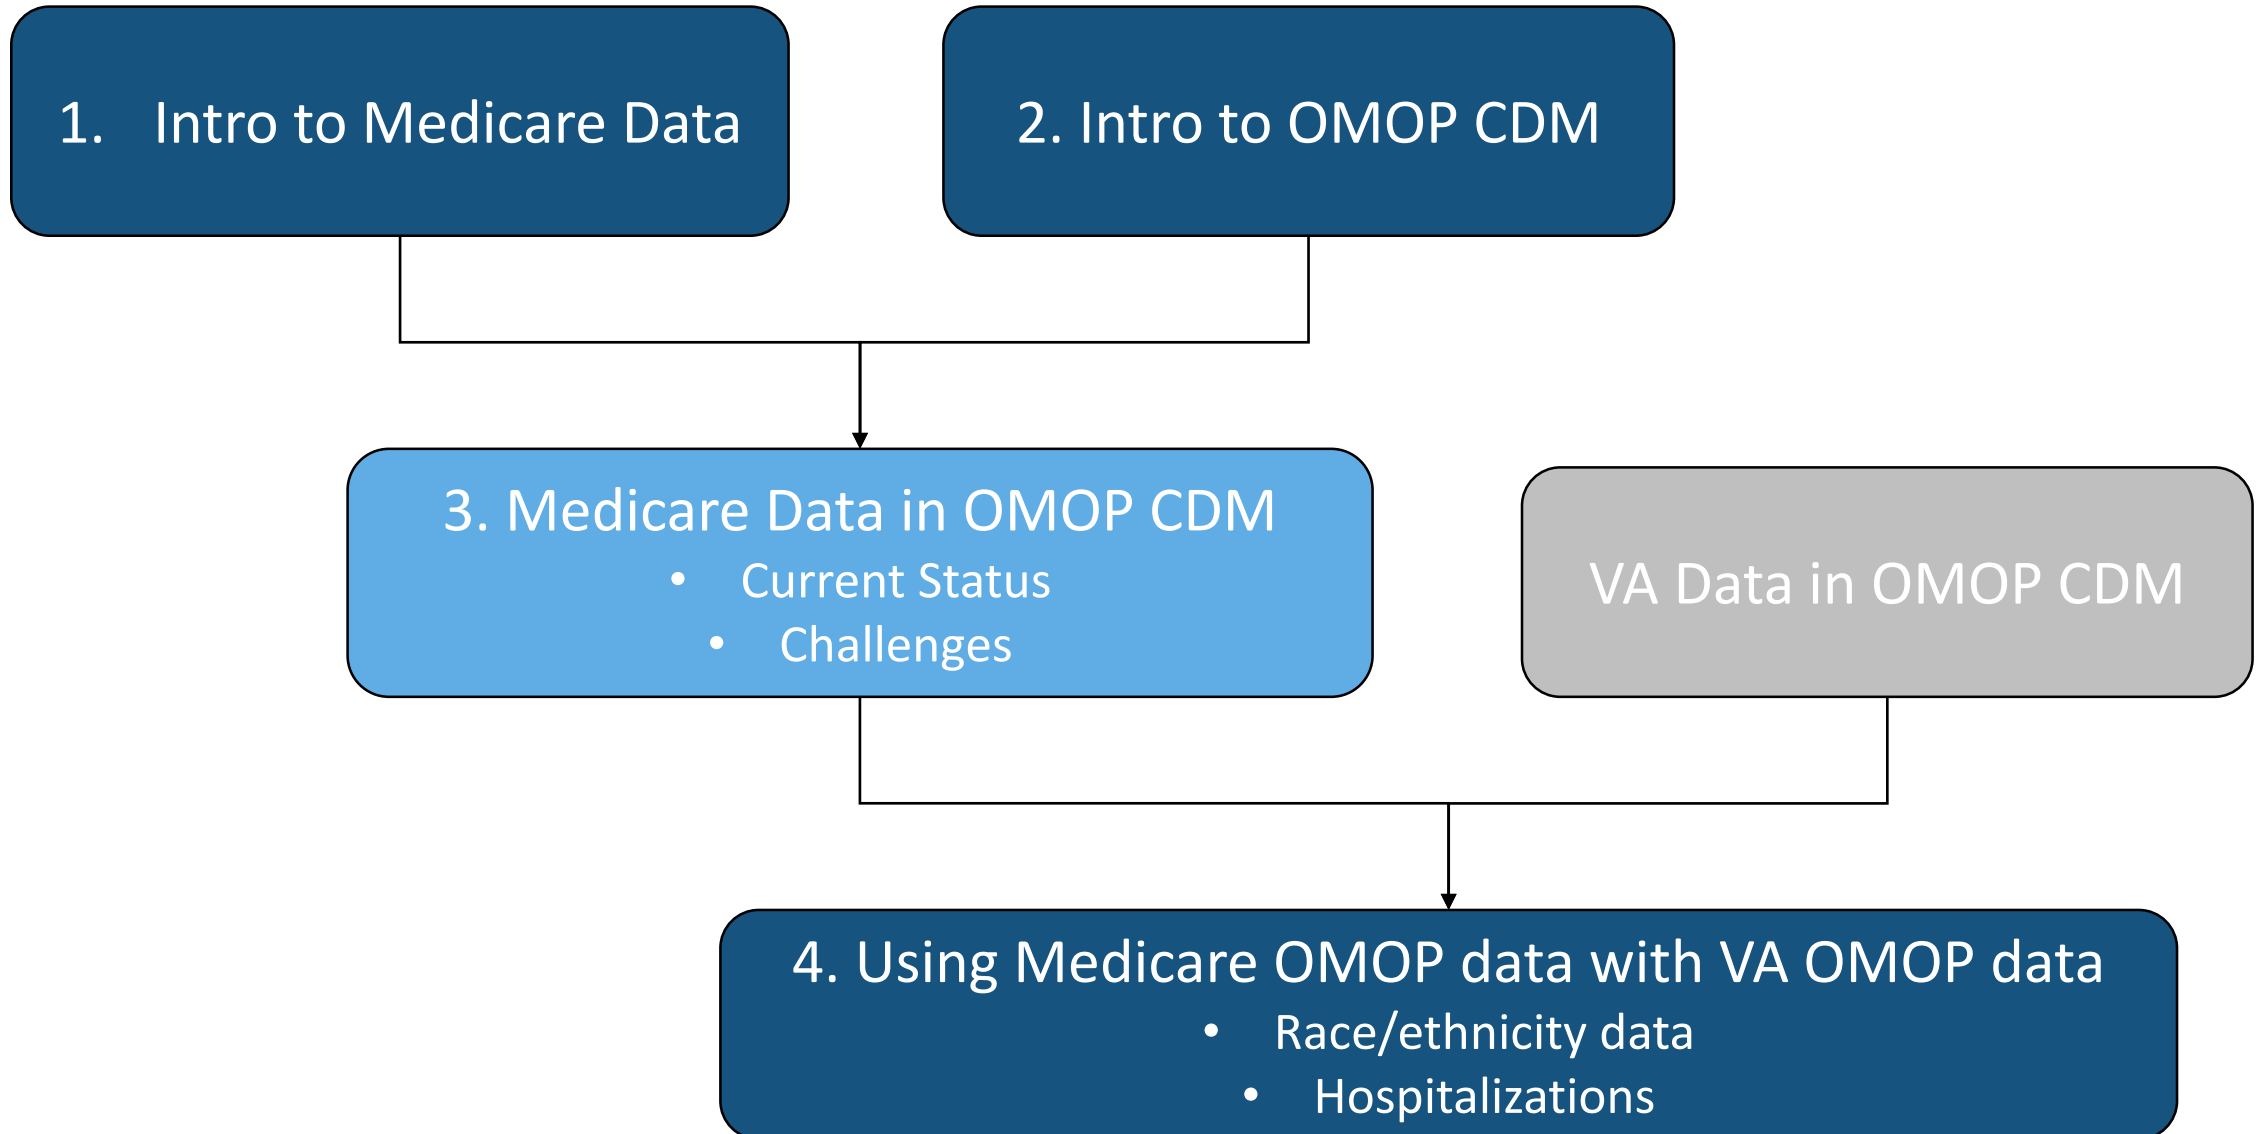 1. Intro to Medicare Data
2. Intro to OMOP CDM
3. Medicare Data in OMOP CDM
• Current Status
• Challenges
VA Data in OMOP CDM
4. Using Medicare OMOP data with VA OMOP data
• Race/ethnicity data
• Hospitalizations